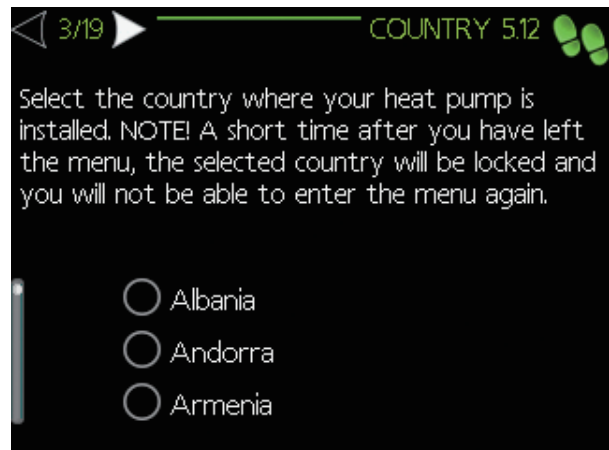 3/19 COUNTRY 5.12
Select the country where your heat pump is
installed. NOTE! A short time after you have left
the menu, the selected country will be locked and
you will not be able to enter the menu again.
Albania
Andorra
Armenia